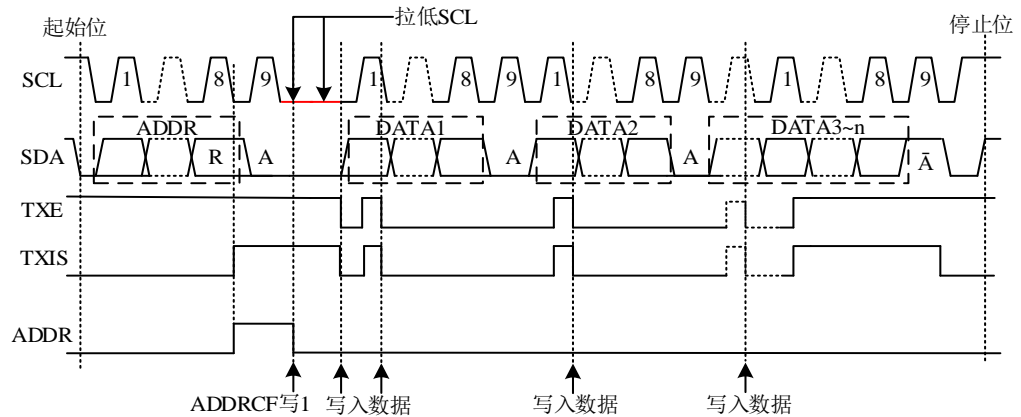 拉低SCL
起始位
停止位
SCL 1 8 9 1 8 9 1 8 9 1 8 9
ADDR DATA1 DATA2 DATA3~n
SDA R A A A Ā
TXE
TXIS
ADDR
ADDRCF写1 写入数据 写入数据 写入数据